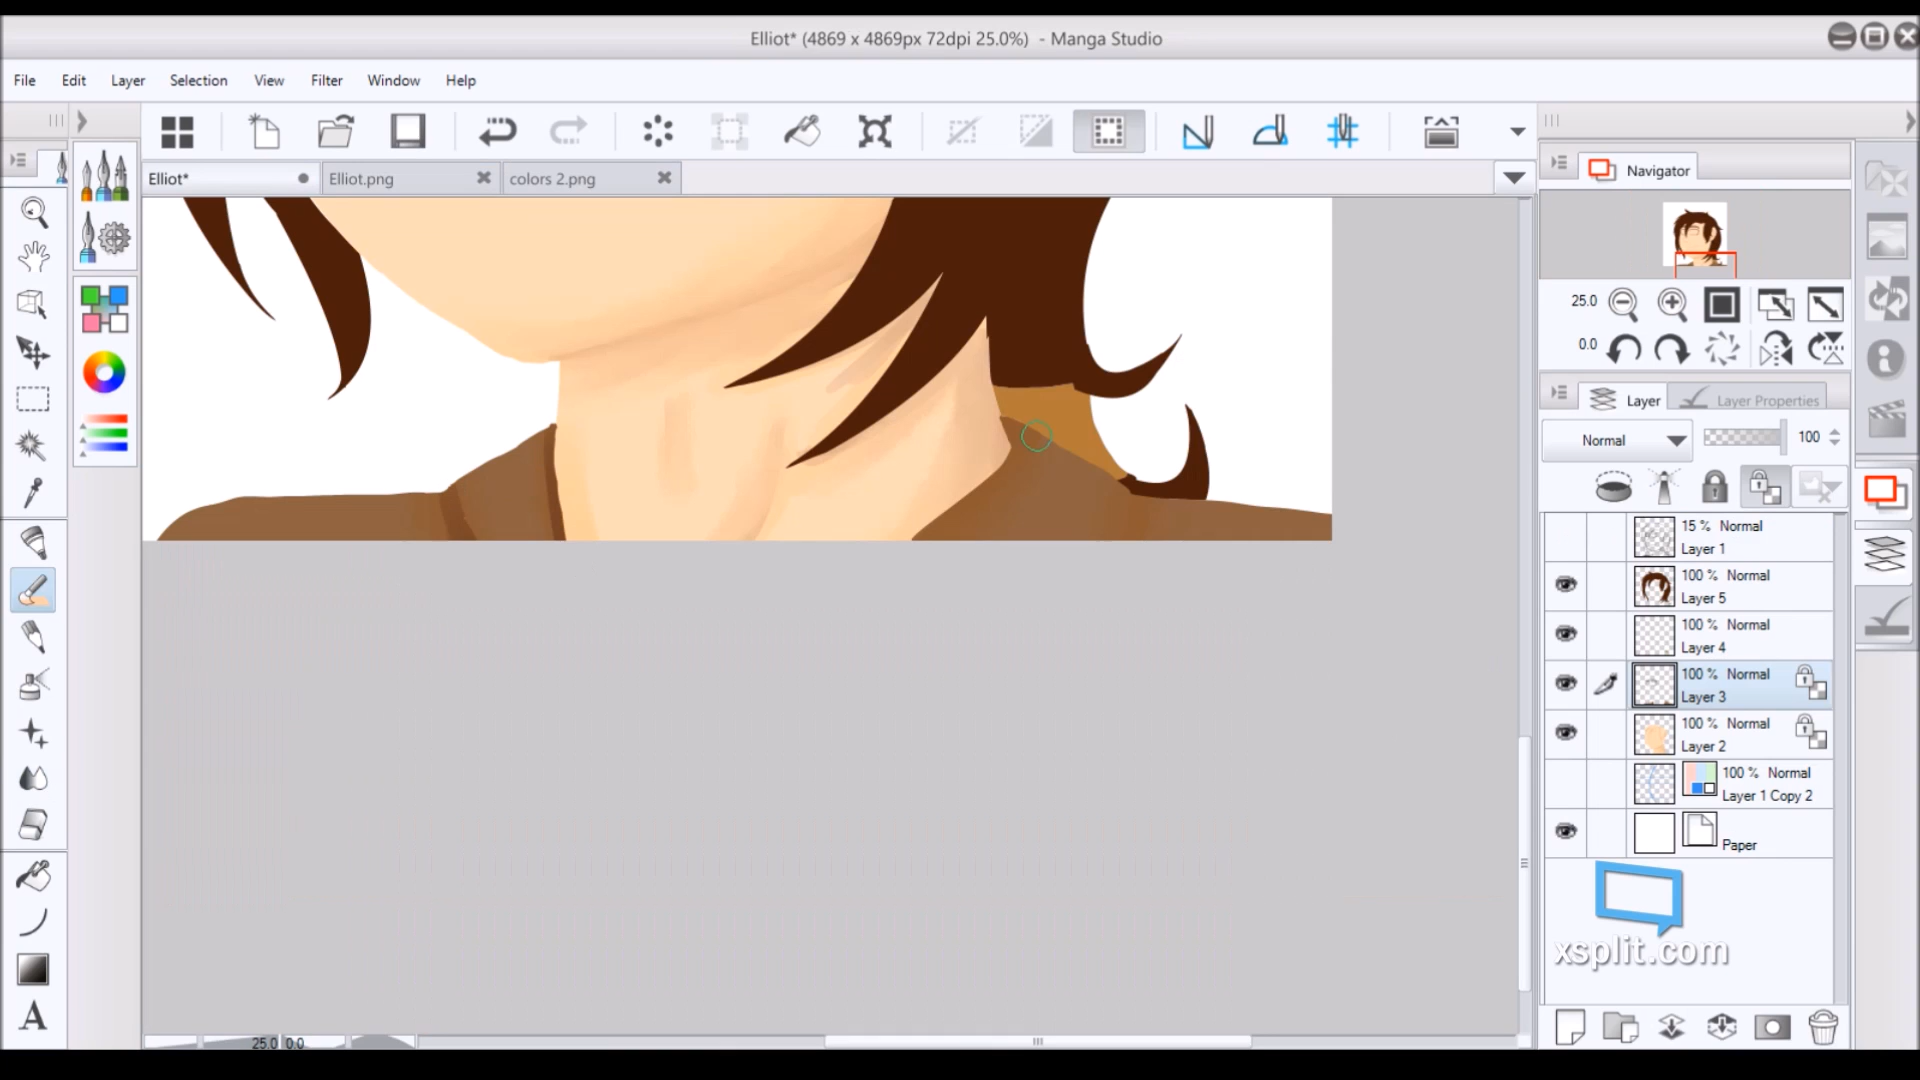 Elliot* (4869 x 4869px 72dpi 25.0%) - Manga Studio
File Edit Layer Selection View Filter Window Help
Elliot* Elliot.png colors 2.png
Navigator
25.0
0.0
Layer Layer Properties
Normal 100
15 % Normal
Layer 1
100 % Normal
Layer 5
100 % Normal
Layer 4
100 % Normal
Layer 3
100 % Normal
Layer 2
100 % Normal
Layer 1 Copy 2
Paper
xsplit.com
A
25.0 0.0